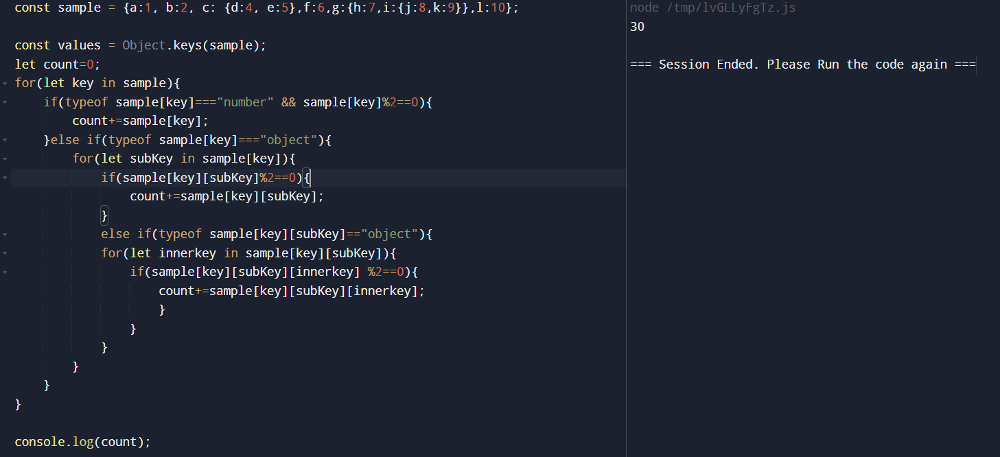 const sample = {a:1, b:2, c: {d:4, e:5},f:6,g:{h:7,i:{j:8,k:9}},l:10};
const values = Object.keys(sample);
let count=0;
for(let key in sample){
if(typeof sample[key]==="number" && sample[key]%2==0){
count+=sample[key];
}else if(typeof sample[key]==="object"){
for(let subKey in sample[key]){
if(sample[key][subKey]%2==0){
count+=sample[key][subKey];
}
else if(typeof sample[key][subKey]=="object"){
for(let innerkey in sample[key][subKey]){
if(sample[key][subKey][innerkey] %2==0){
count+=sample[key][subKey][innerkey];
}
}
}
}
}
}
console.log(count);
node /tmp/lvGLLyFgTz.js
30
=== Session Ended. Please Run the code again ===